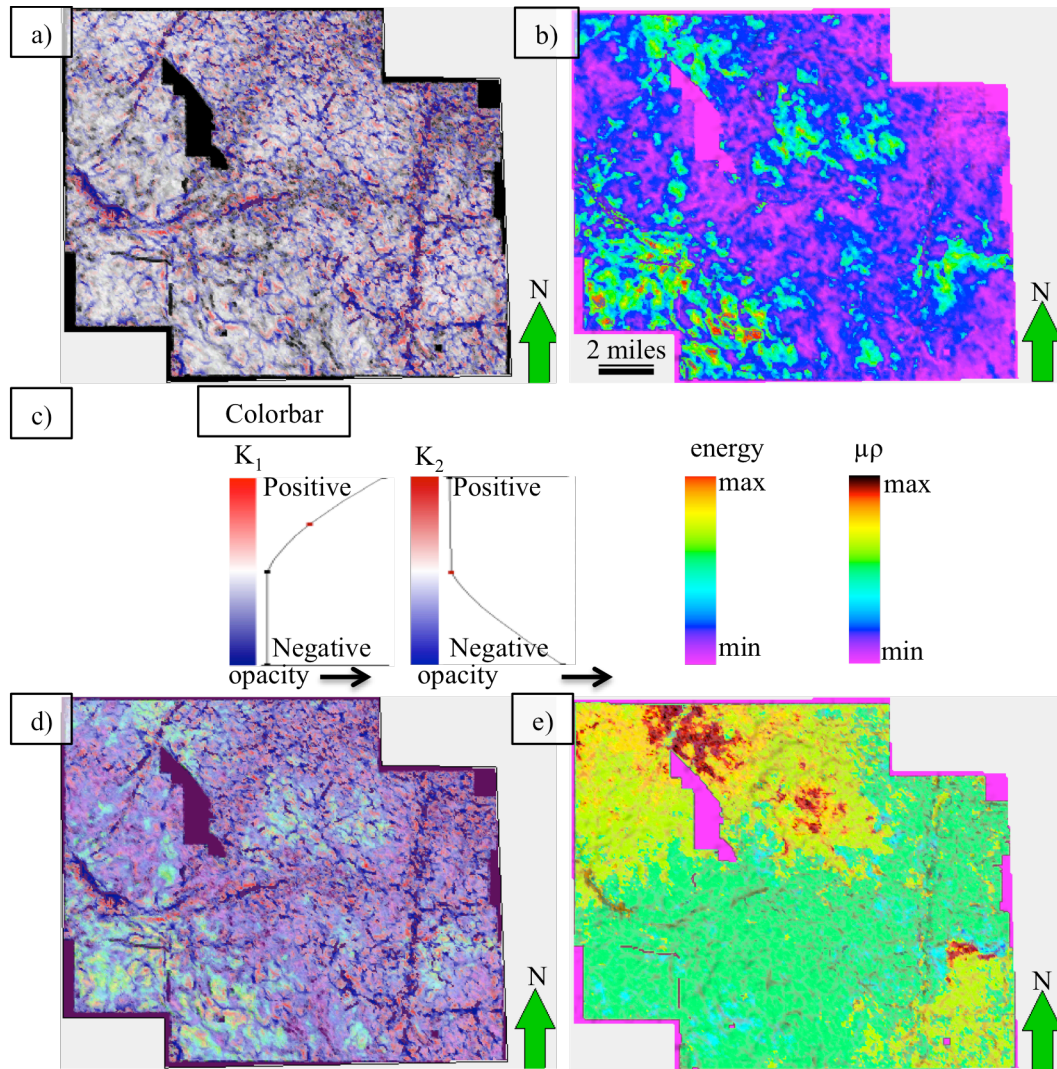 a)
b)
N
N
2 miles
c)
Colorbar
K1
K2
energy
μρ
Positive
Positive
max
max
Negative
Negative
min
min
opacity
opacity
d)
e)
N
N